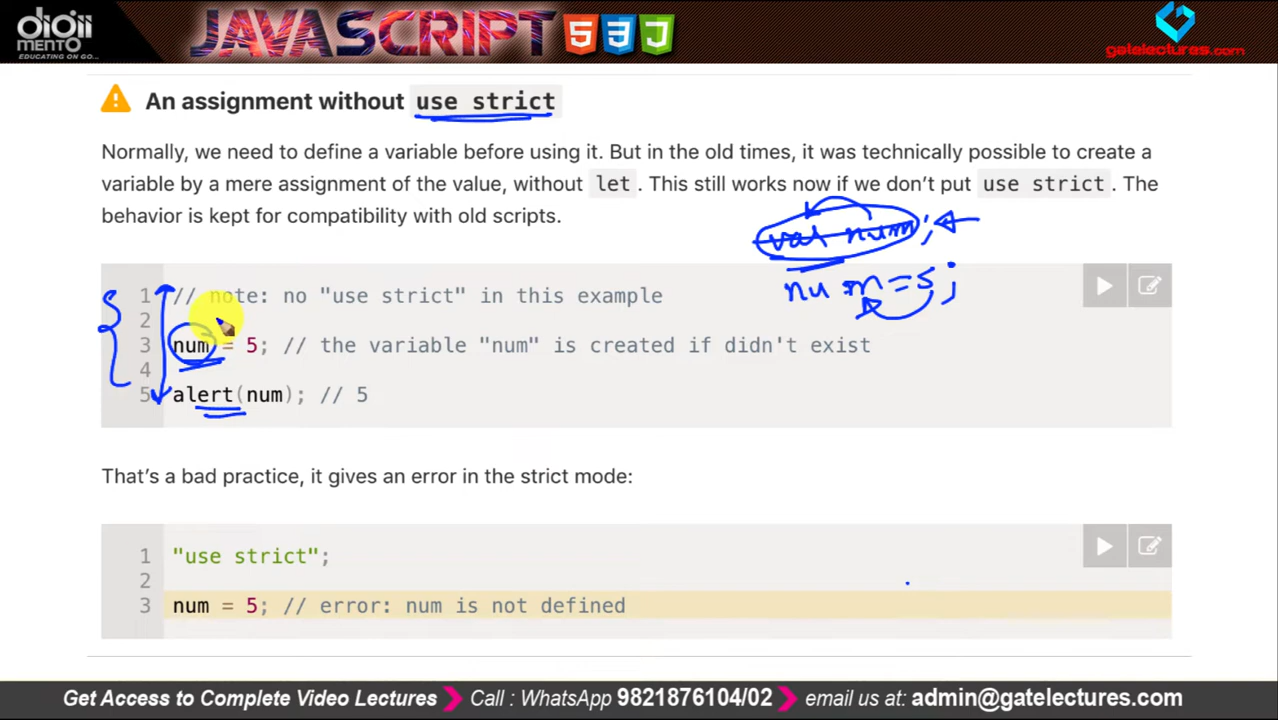 digii
MENTO
EDUCATING ON GO...
JAVASCRIPT
gatelectures.com
An assignment without use strict
Normally, we need to define a variable before using it. But in the old times, it was technically possible to create a
variable by a mere assignment of the value, without let. This still works now if we don't put use strict. The
behavior is kept for compatibility with old scripts.
num;
num=5;
1 // note: no "use strict" in this example
2
3 num = 5; // the variable "num" is created if didn't exist
4
5 alert(num); // 5
That's a bad practice, it gives an error in the strict mode:
1 "use strict";
2
3 num = 5; // error: num is not defined
Get Access to Complete Video Lectures Call : WhatsApp 9821876104/02 email us at: admin@gatelectures.com